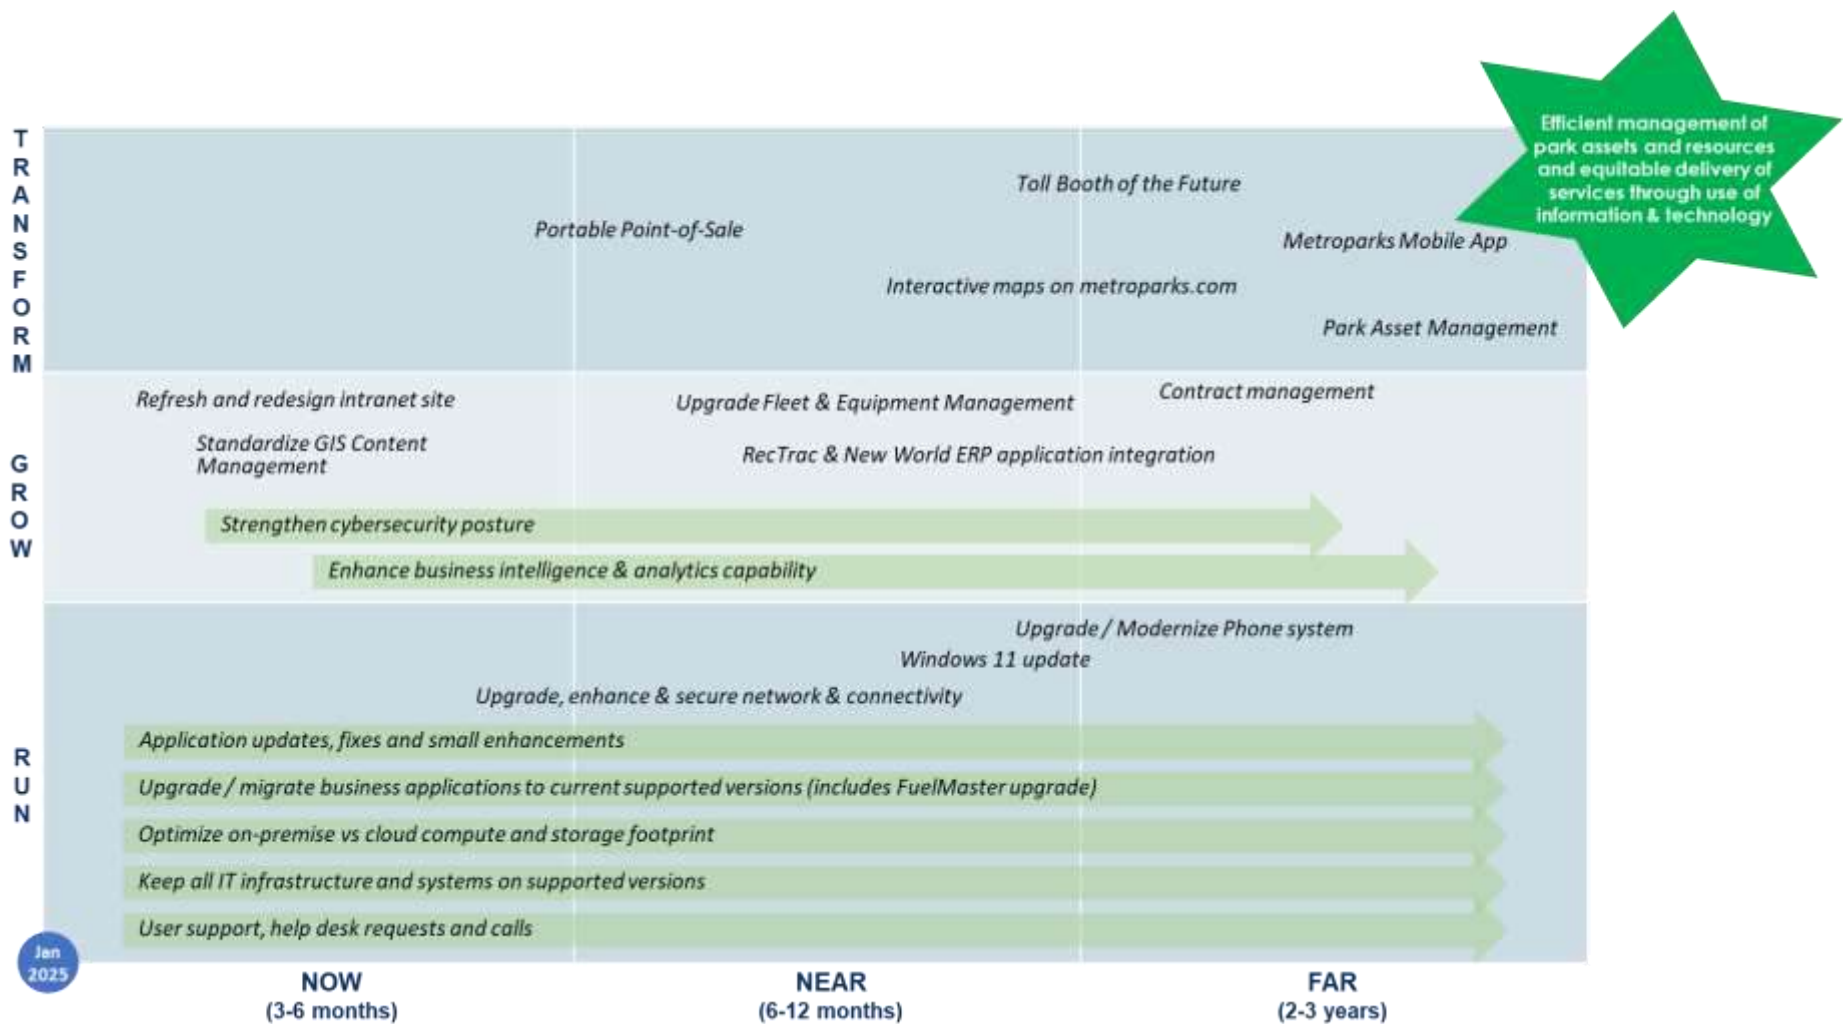 Efficient management of
park assets and resources
and equitable delivery of
services through use of
information & technology
TRANSFORM
Toll Booth of the Future
Portable Point-of-Sale
Metroparks Mobile App
Interactive maps on metroparks.com
Park Asset Management
GROW
Refresh and redesign intranet site
Upgrade Fleet & Equipment Management
Contract management
Standardize GIS Content
Management
RecTrac & New World ERP application integration
Strengthen cybersecurity posture
Enhance business intelligence & analytics capability
RUN
Upgrade / Modernize Phone system
Windows 11 update
Upgrade, enhance & secure network & connectivity
Application updates, fixes and small enhancements
Upgrade / migrate business applications to current supported versions (includes FuelMaster upgrade)
Optimize on-premise vs cloud compute and storage footprint
Keep all IT infrastructure and systems on supported versions
User support, help desk requests and calls
Jan
2025
NOW
(3-6 months)
NEAR
(6-12 months)
FAR
(2-3 years)